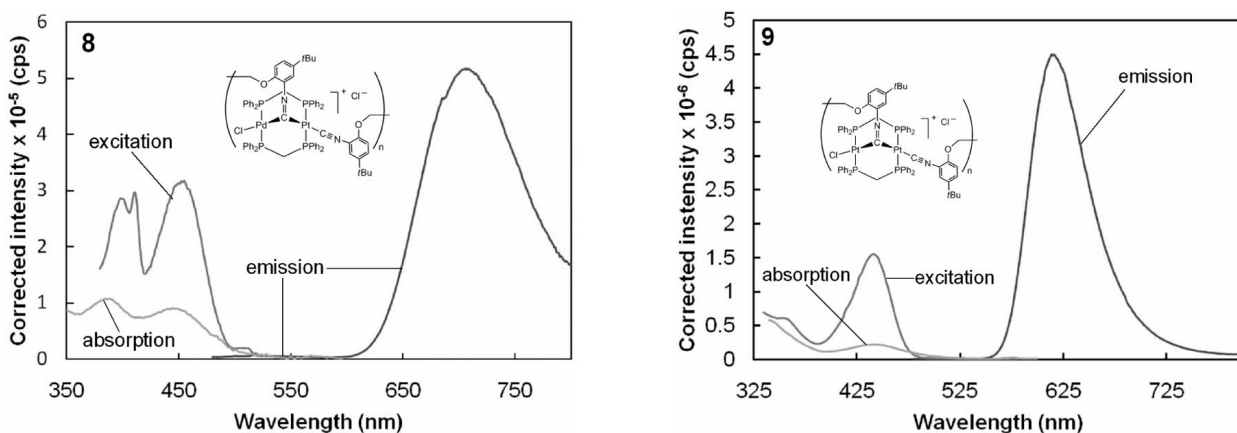 8
Corrected intensity x 10⁻⁵ (cps)
6
5
4
3
2
1
0
350
450
550
650
750
Wavelength (nm)
excitation
absorption
emission
tBu
O
N
Ph₂P
PPh₂
] + Cl⁻
Cl
Pd
C
Pt
C≡N
O
n
Ph₂P
PPh₂
tBu
9
Corrected instensity x 10⁻⁶ (cps)
5
4.5
4
3.5
3
2.5
2
1.5
1
0.5
0
325
425
525
625
725
Wavelength (nm)
emission
absorption
excitation
tBu
O
N
Ph₂P
PPh₂
] + Cl⁻
Cl
Pt
C
Pt
C≡N
O
n
Ph₂P
PPh₂
tBu